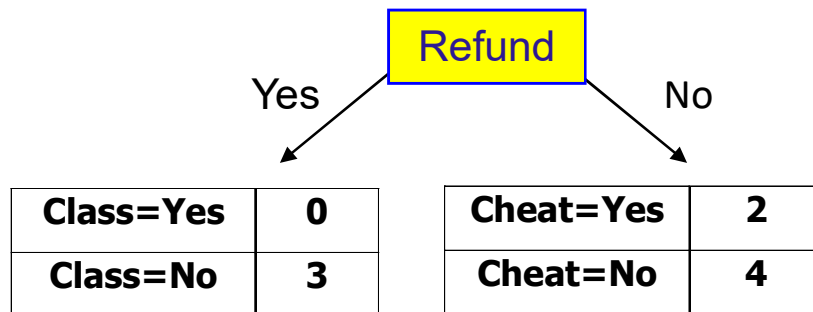 Refund
Yes No
Class=Yes 0 Cheat=Yes 2
Class=No 3 Cheat=No 4